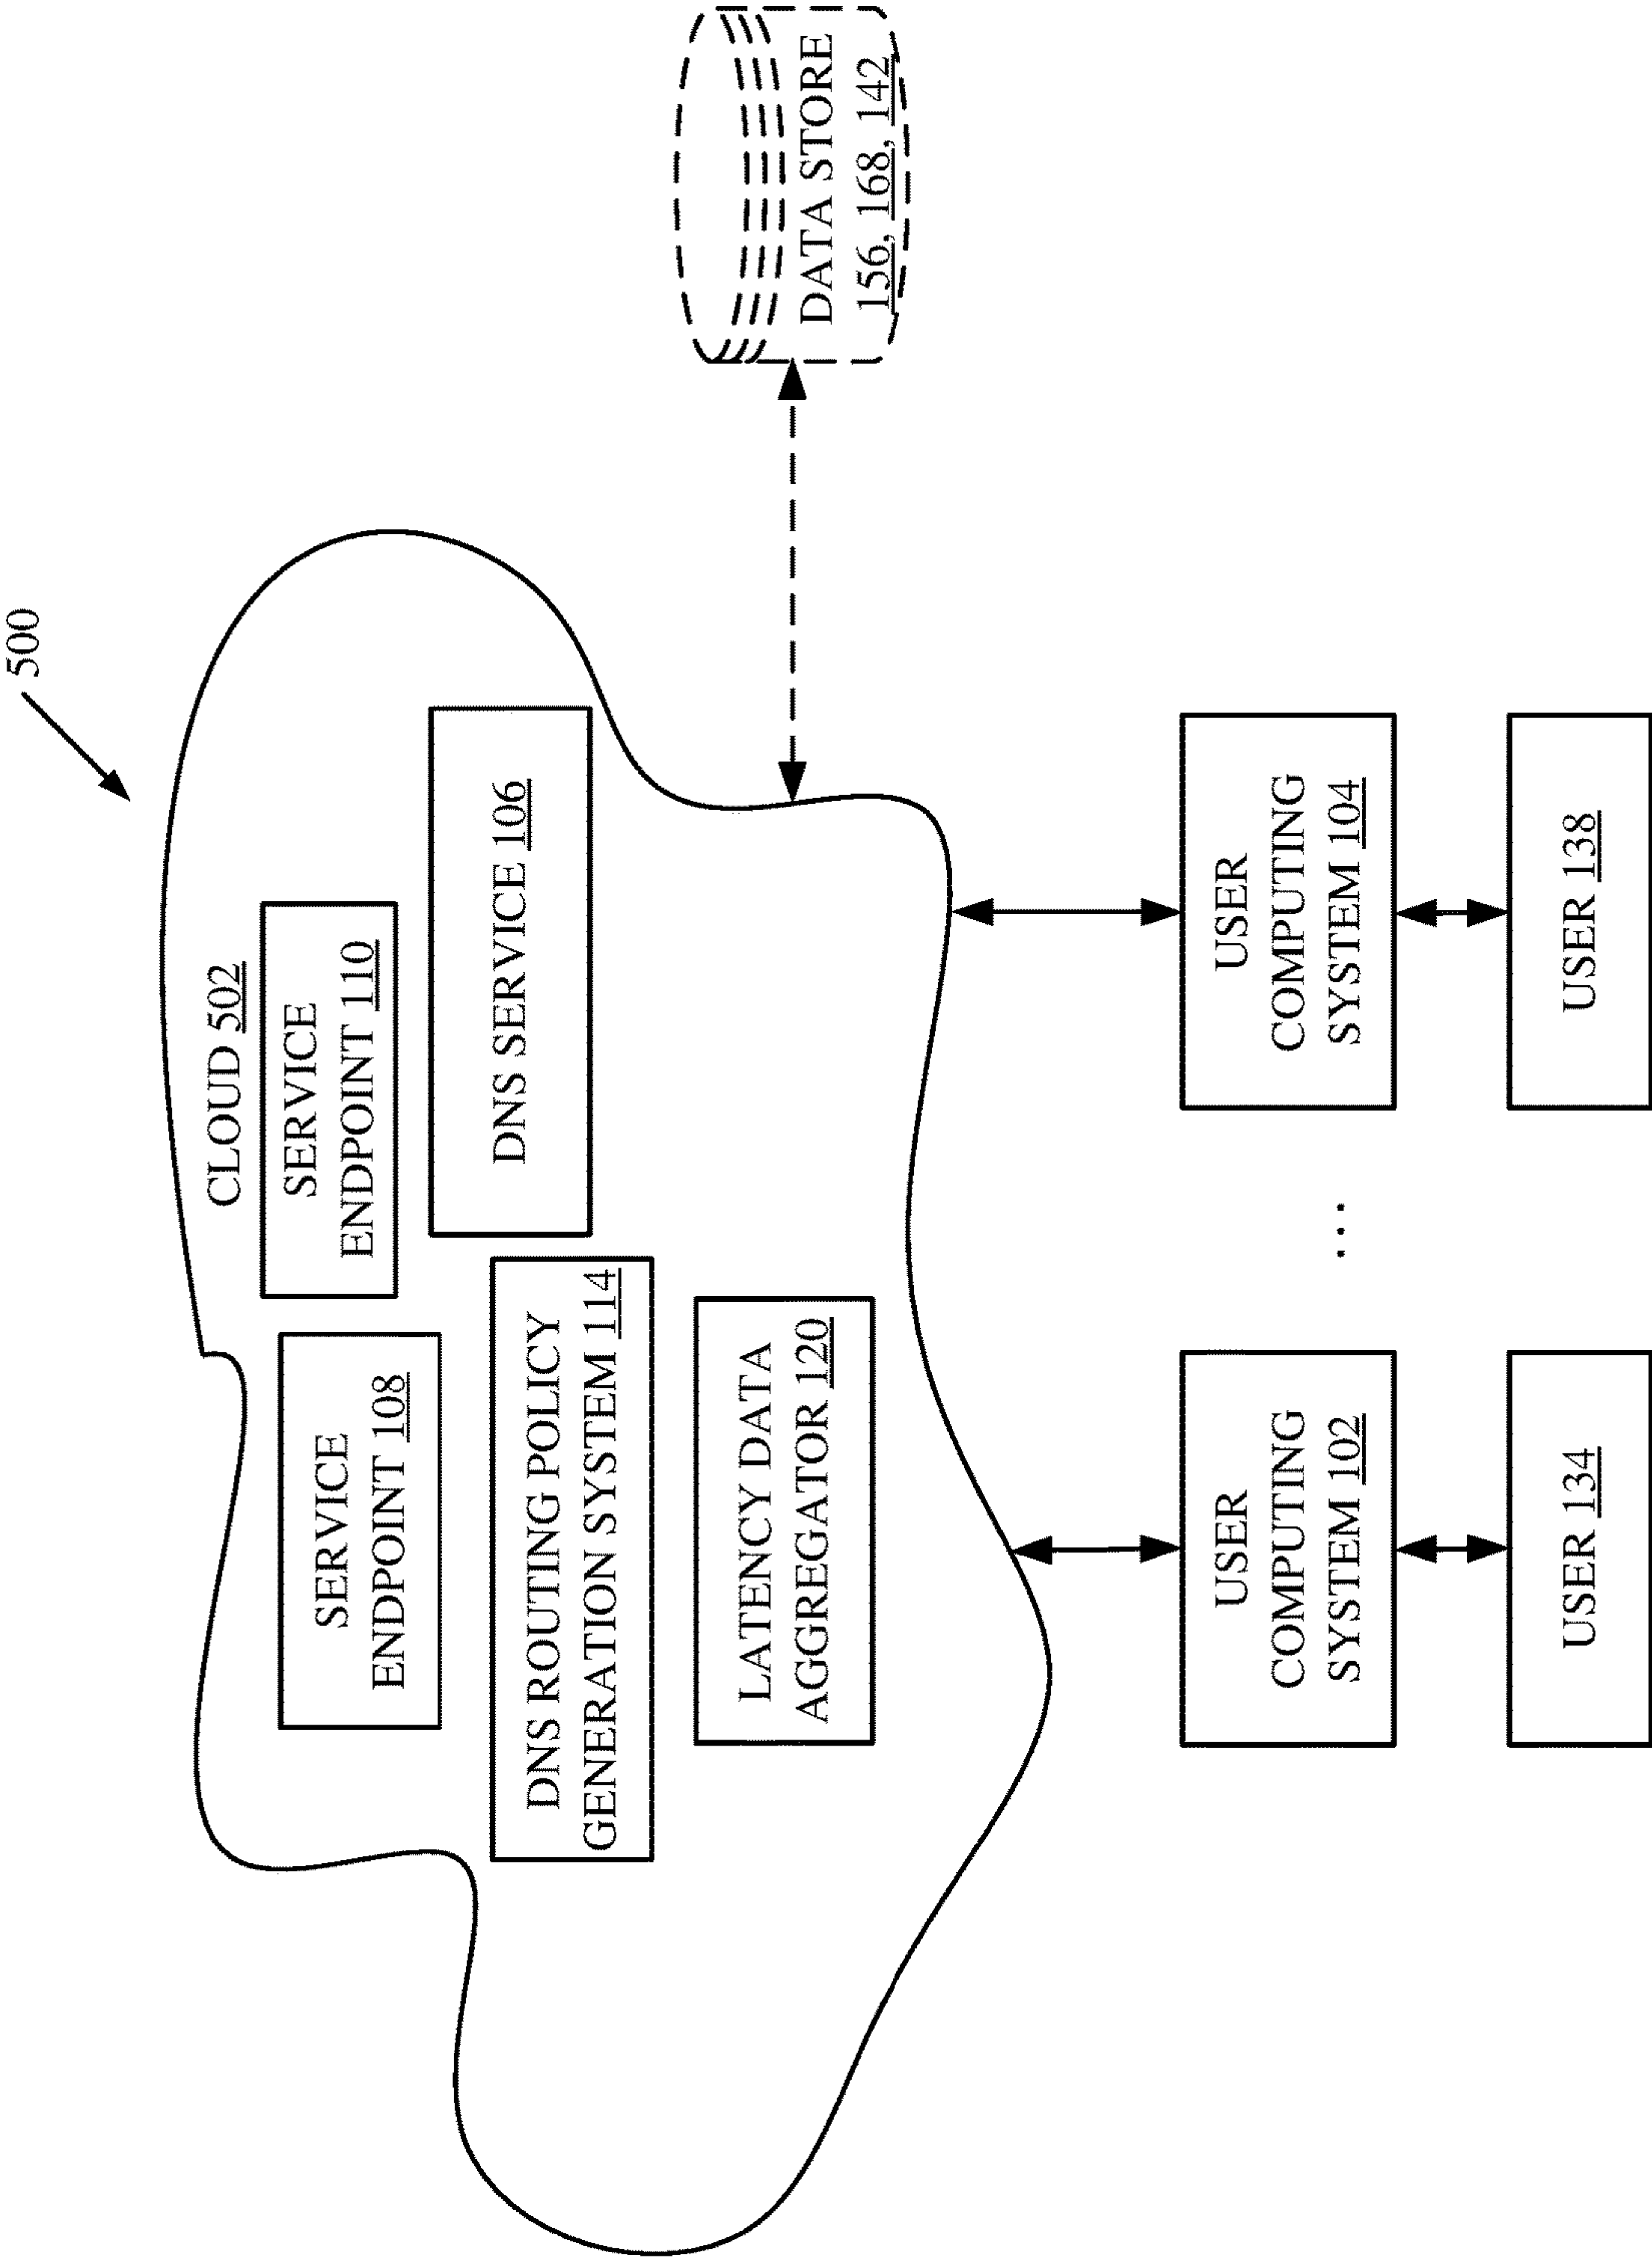 500
CLOUD 502
SERVICE
ENDPOINT 108
SERVICE
ENDPOINT 110
DNS ROUTING POLICY
GENERATION SYSTEM 114
DNS SERVICE 106
LATENCY DATA
AGGREGATOR 120
DATA STORE
156, 168, 142
USER
COMPUTING
SYSTEM 102
...
USER
COMPUTING
SYSTEM 104
USER 134
USER 138